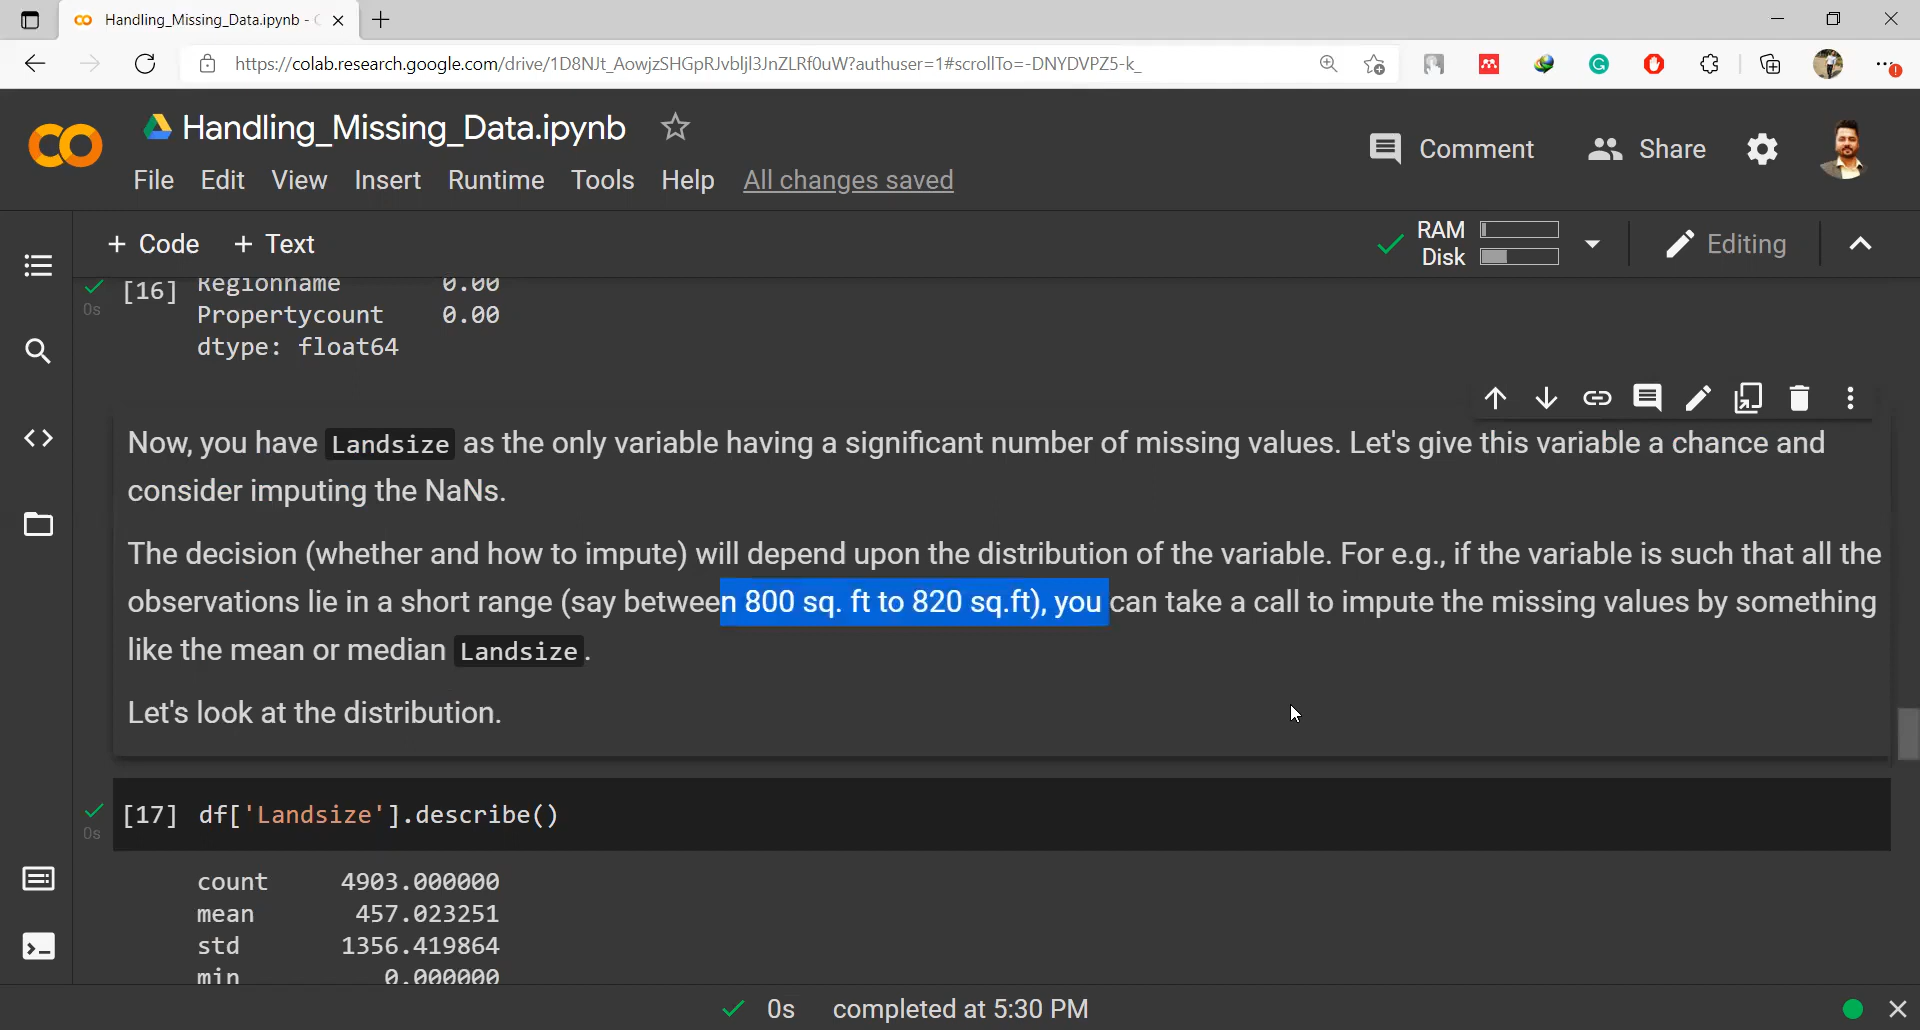 Handling_Missing_Data.ipynb -
https://colab.research.google.com/drive/1D8NJt_AowjzSHGpRJvbljl3JnZLRf0uW?authuser=1#scrollTo=-DNYDVPZ5-k_
Handling_Missing_Data.ipynb
Comment
Share
File Edit View Insert Runtime Tools Help All changes saved
+ Code + Text
RAM
Disk
Editing
[16] Regionname 0.00
0s
Propertycount 0.00
dtype: float64
Now, you have Landsize as the only variable having a significant number of missing values. Let's give this variable a chance and
consider imputing the NaNs.
The decision (whether and how to impute) will depend upon the distribution of the variable. For e.g., if the variable is such that all the
observations lie in a short range (say between 800 sq. ft to 820 sq.ft), you can take a call to impute the missing values by something
like the mean or median Landsize.
Let's look at the distribution.
[17] df['Landsize'].describe()
0s
count 4903.000000
mean 457.023251
std 1356.419864
min 0.000000
0s completed at 5:30 PM